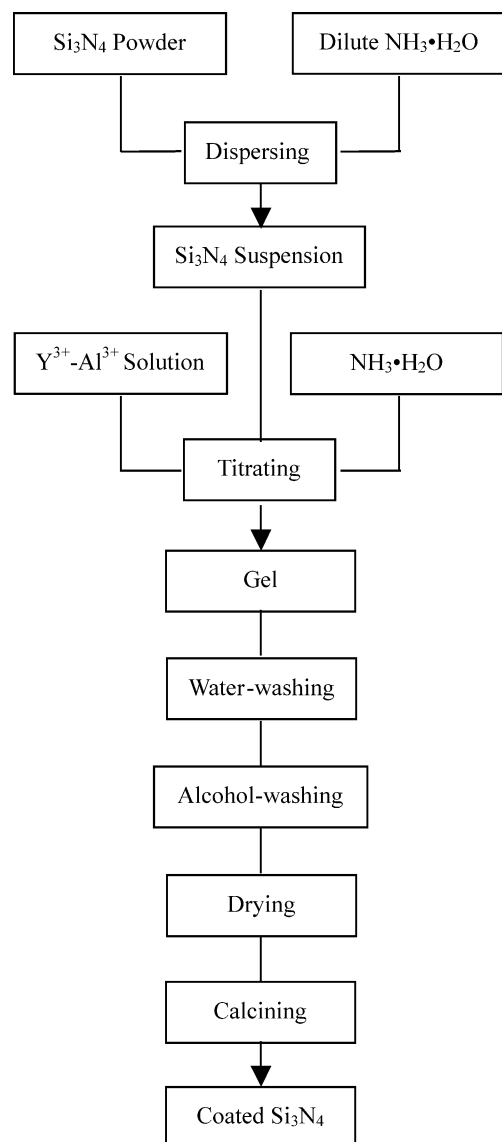 Si₃N₄ Powder
Dilute NH₃•H₂O
Dispersing
Si₃N₄ Suspension
Y³⁺-Al³⁺ Solution
NH₃•H₂O
Titrating
Gel
Water-washing
Alcohol-washing
Drying
Calcining
Coated Si₃N₄